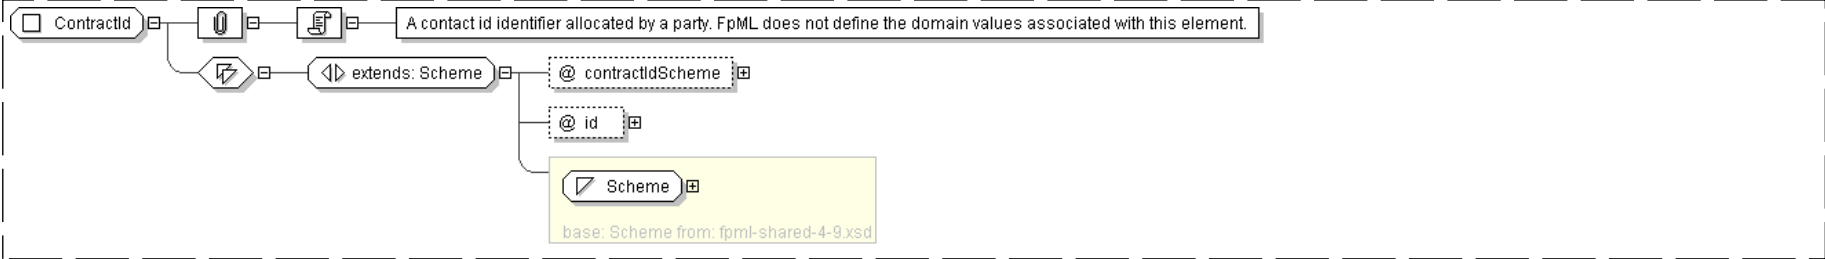 ContractId
A contact id identifier allocated by a party. FpML does not define the domain values associated with this element.
extends: Scheme
@ contractIdScheme
@ id
Scheme
base: Scheme from: fpml-shared-4-9.xsd